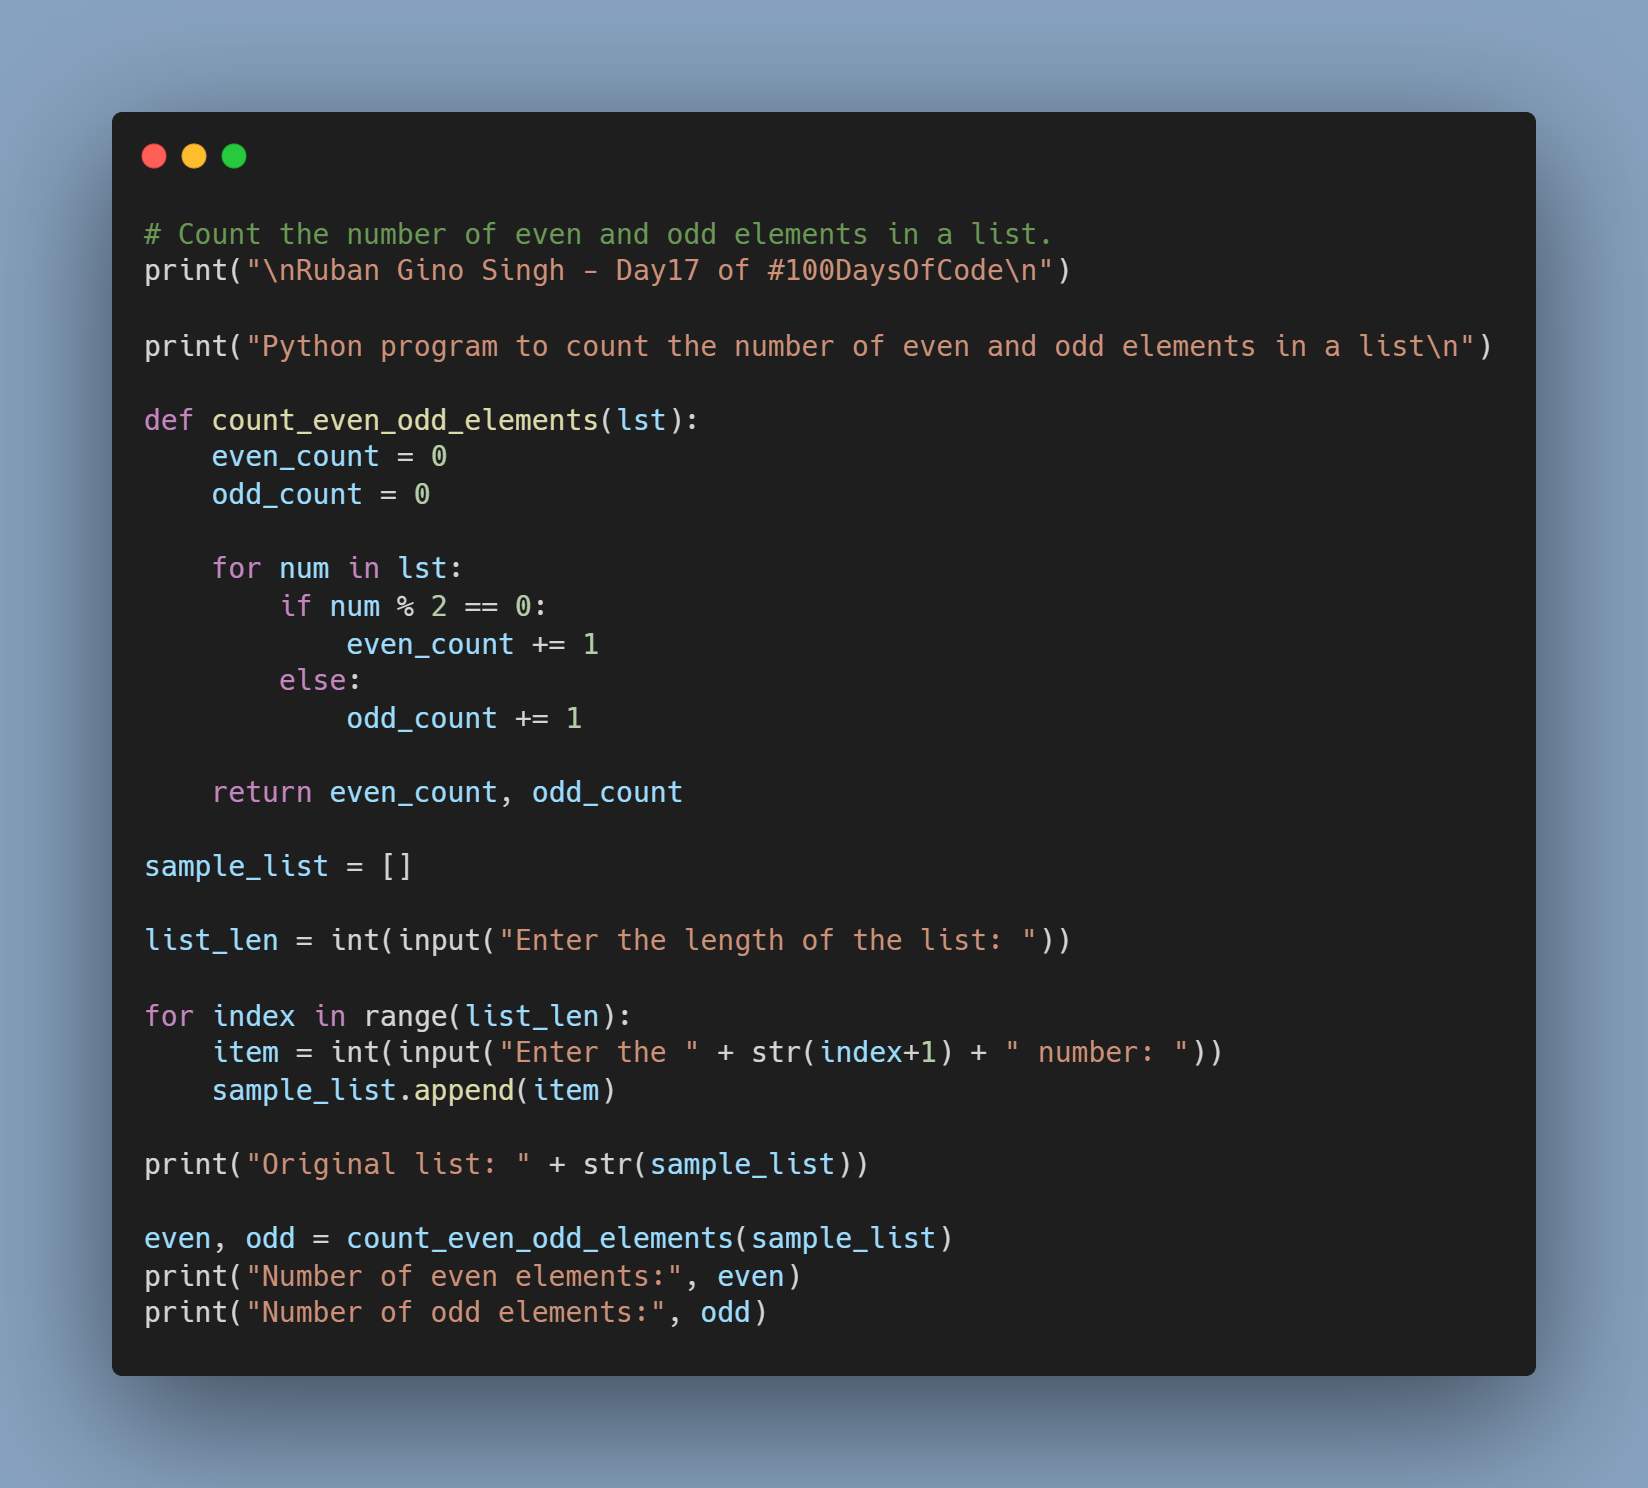 # Count the number of even and odd elements in a list.
print("\nRuban Gino Singh - Day17 of #100DaysOfCode\n")
print("Python program to count the number of even and odd elements in a list\n")
def count_even_odd_elements(lst):
    even_count = 0
    odd_count = 0
    for num in lst:
        if num % 2 == 0:
            even_count += 1
        else:
            odd_count += 1
    return even_count, odd_count
sample_list = []
list_len = int(input("Enter the length of the list: "))
for index in range(list_len):
    item = int(input("Enter the " + str(index+1) + " number: "))
    sample_list.append(item)
print("Original list: " + str(sample_list))
even, odd = count_even_odd_elements(sample_list)
print("Number of even elements:", even)
print("Number of odd elements:", odd)